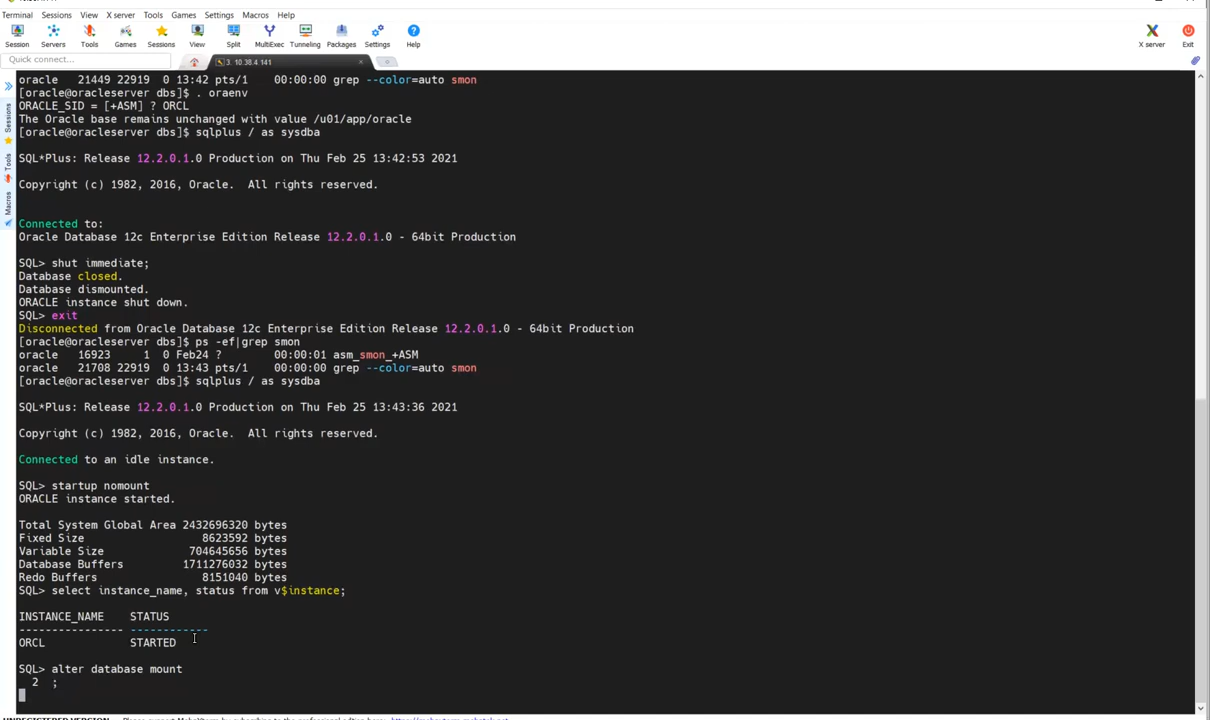 Terminal Sessions View X server Tools Games Settings Macros Help
Session Servers Tools Games Sessions View Split MultiExec Tunneling Packages Settings Help X server Exit
Quick connect...
3. 10.38.4.141
Sessions
Tools
Macros
oracle   21449 22919  0 13:42 pts/1    00:00:00 grep --color=auto smon
[oracle@oracleserver dbs]$ . oraenv
ORACLE_SID = [+ASM] ? ORCL
The Oracle base remains unchanged with value /u01/app/oracle
[oracle@oracleserver dbs]$ sqlplus / as sysdba
SQL*Plus: Release 12.2.0.1.0 Production on Thu Feb 25 13:42:53 2021
Copyright (c) 1982, 2016, Oracle.  All rights reserved.
Connected to:
Oracle Database 12c Enterprise Edition Release 12.2.0.1.0 - 64bit Production
SQL> shut immediate;
Database closed.
Database dismounted.
ORACLE instance shut down.
SQL> exit
Disconnected from Oracle Database 12c Enterprise Edition Release 12.2.0.1.0 - 64bit Production
[oracle@oracleserver dbs]$ ps -ef|grep smon
oracle   16923     1  0 Feb24 ?        00:00:01 asm_smon_+ASM
oracle   21708 22919  0 13:43 pts/1    00:00:00 grep --color=auto smon
[oracle@oracleserver dbs]$ sqlplus / as sysdba
SQL*Plus: Release 12.2.0.1.0 Production on Thu Feb 25 13:43:36 2021
Copyright (c) 1982, 2016, Oracle.  All rights reserved.
Connected to an idle instance.
SQL> startup nomount
ORACLE instance started.
Total System Global Area 2432696320 bytes
Fixed Size                  8623592 bytes
Variable Size             704645656 bytes
Database Buffers         1711276032 bytes
Redo Buffers                8151040 bytes
SQL> select instance_name, status from v$instance;
INSTANCE_NAME    STATUS
---------------- ------------
ORCL             STARTED
SQL> alter database mount
  2  ;